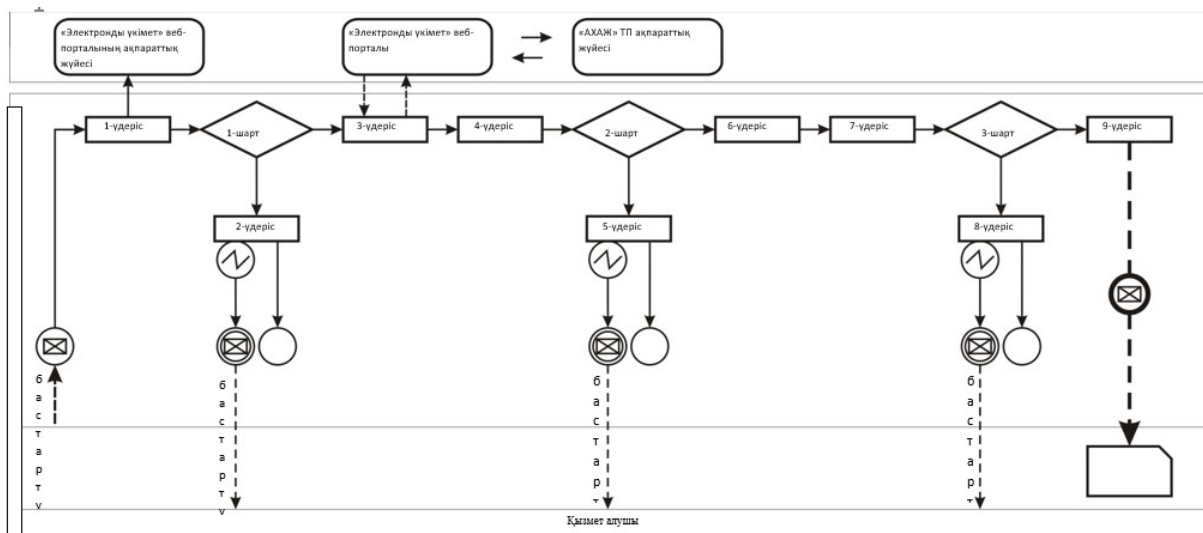 «Электронды үкімет» веб-
порталының ақпараттық
жүйесі
«Электронды үкімет» веб-
порталы
«АХАЖ» ТП ақпараттық
жүйесі
1-үдеріс
1-шарт
3-үдеріс
4-үдеріс
2-шарт
6-үдеріс
7-үдеріс
3-шарт
9-үдеріс
2-үдеріс
5-үдеріс
8-үдеріс
бастарту
бастарту
бастарт
бастарт
Қызмет алушы